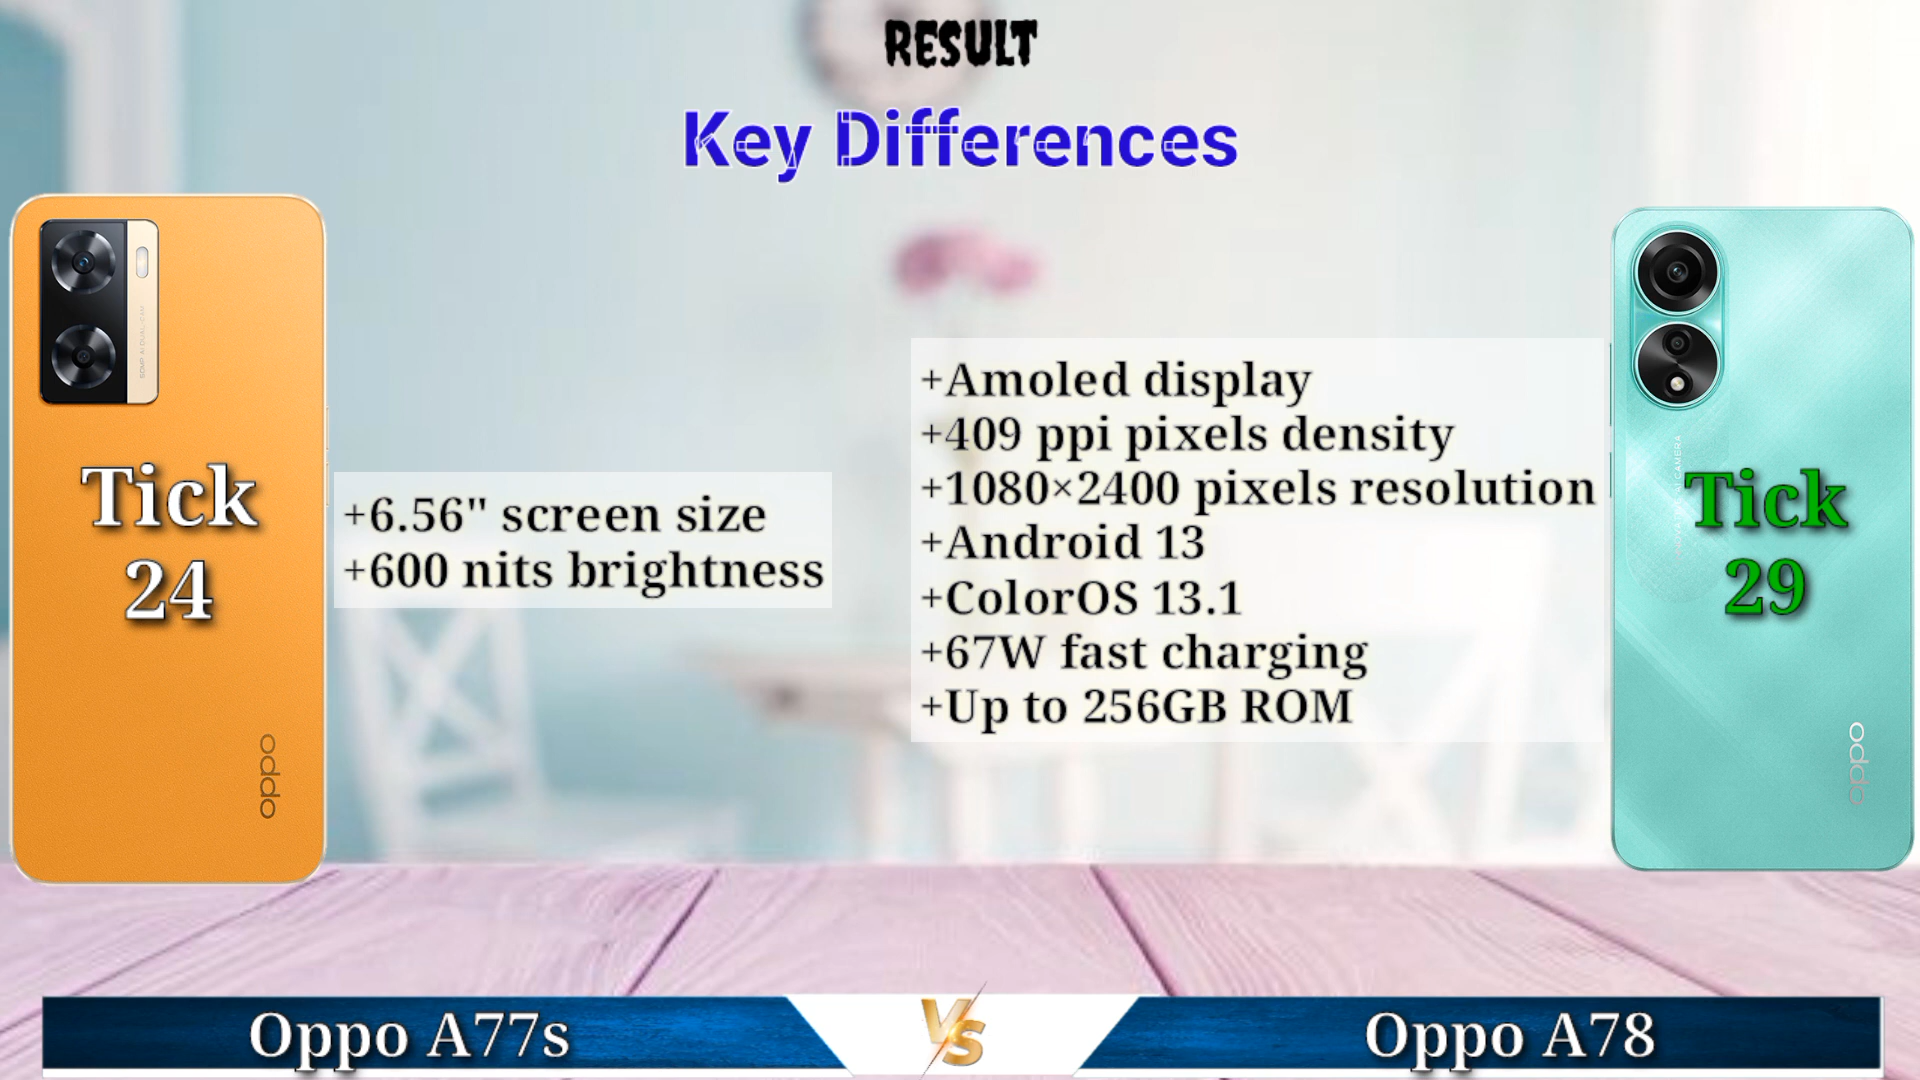 RESULT
Key Differences
Tick
24
oppo
+6.56" screen size
+600 nits brightness
+Amoled display
+409 ppi pixels density
+1080×2400 pixels resolution
+Android 13
+ColorOS 13.1
+67W fast charging
+Up to 256GB ROM
Tick
29
oppo
Oppo A77s
VS
Oppo A78